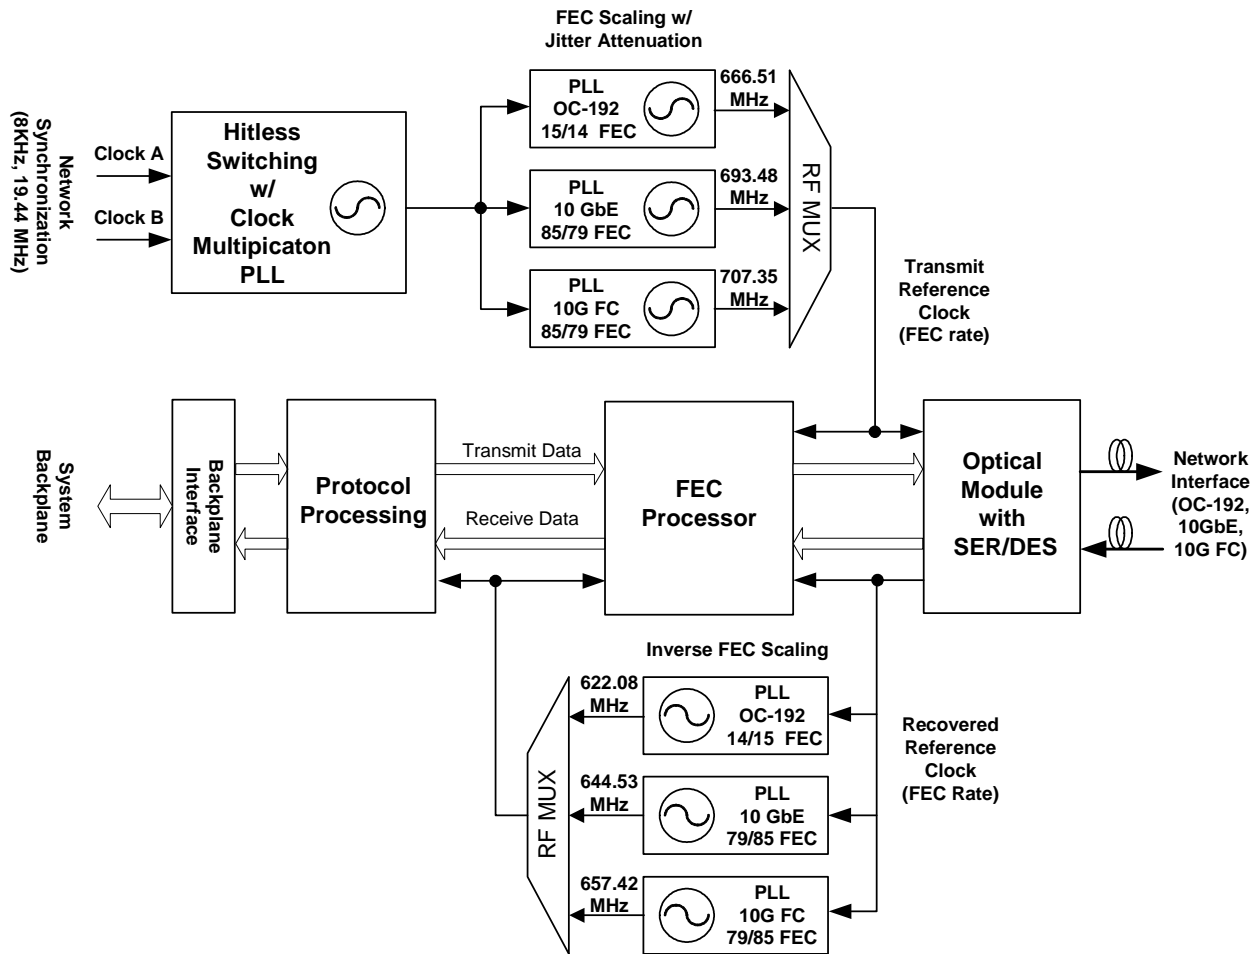 FEC Scaling w/
Jitter Attenuation
Network
Synchronization
(8KHz, 19.44 MHz)
Clock A
Clock B
Hitless
Switching
w/
Clock
Multipicaton
PLL
PLL
OC-192
15/14 FEC
666.51
MHz
PLL
10 GbE
85/79 FEC
693.48
MHz
PLL
10G FC
85/79 FEC
707.35
MHz
RF MUX
Transmit
Reference
Clock
(FEC rate)
System
Backplane
Backplane
Interface
Protocol
Processing
Transmit Data
Receive Data
FEC
Processor
Optical
Module
with
SER/DES
Network
Interface
(OC-192,
10GbE,
10G FC)
Inverse FEC Scaling
RF MUX
622.08
MHz
PLL
OC-192
14/15 FEC
644.53
MHz
PLL
10 GbE
79/85 FEC
657.42
MHz
PLL
10G FC
79/85 FEC
Recovered
Reference
Clock
(FEC Rate)